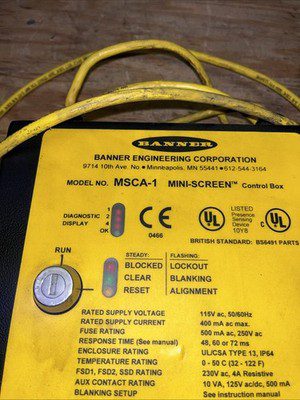 BANNER
BANNER ENGINEERING CORPORATION
9714 10th Ave. No. • Minneapolis, MN 55441 • 612-544-3164
MODEL NO. MSCA-1 MINI-SCREEN™ Control Box
DIAGNOSTIC DISPLAY
1
2
4
OK
CE
0466
UL
LISTED
Presence
Sensing
Device
10Y8
UL
BRITISH STANDARD: BS6491 PARTS
RUN
STEADY: FLASHING:
BLOCKED LOCKOUT
CLEAR BLANKING
RESET ALIGNMENT
RATED SUPPLY VOLTAGE 115V ac, 50/60Hz
RATED SUPPLY CURRENT 400 mA ac max.
FUSE RATING 500 mA ac, 250V
RESPONSE TIME (See manual) 48, 60 or 72 ms
ENCLOSURE RATING UL/CSA TYPE 13, IP64
TEMPERATURE RATING 0 - 50 C (32 - 122 F)
FSD1, FSD2, SSD RATING 230V ac, 4A Resistive
AUX CONTACT RATING 10 VA, 125V ac/dc, 500 mA
BLANKING SETUP See instruction manual